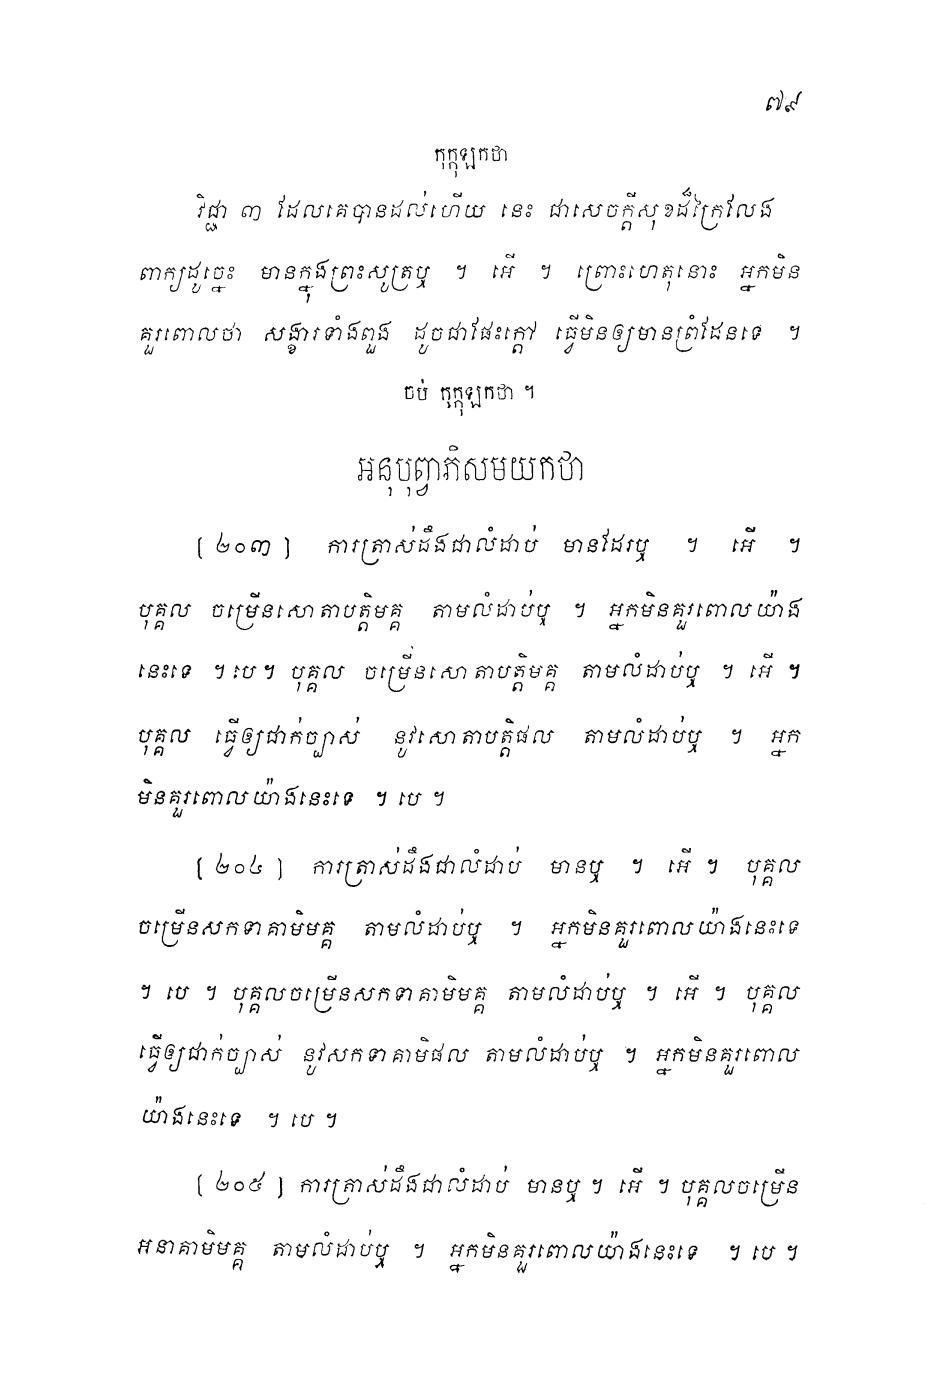 ៧៩
កុក្កុឡកថា
វិជ្ជា ៣ ដែលគេបានដល់ហើយ នេះ ជាសេចក្តីសុខដ៏ក្រៃលែង
ពាក្យដូច្នេះ មានក្នុងព្រះសូត្រឬ ។ អើ ។ ព្រោះហេតុនោះ អ្នកមិន
គួរពោលថា សង្ខារទាំងពួង ដូចជាផែះក្តៅ ធ្វើមិនឲ្យមានព្រំដែនទេ ។
ចប់ កុក្កុឡកថា ។
អនុបុព្វាភិសមយកថា
[ ២០៣ ] ការត្រាស់ដឹងជាលំដាប់ មានដែរឬ ។ អើ ។
បុគ្គល ចម្រើនសោតាបត្តិមគ្គ តាមលំដាប់ឬ ។ អ្នកមិនគួរពោលយ៉ាង
នេះទេ ។ បេ ។ បុគ្គល ចម្រើនសោតាបត្តិមគ្គ តាមលំដាប់ឬ ។ អើ ។
បុគ្គល ធ្វើឲ្យជាក់ច្បាស់ នូវសោតាបត្តិផល តាមលំដាប់ឬ ។ អ្នក
មិនគួរពោលយ៉ាងនេះទេ ។ បេ ។
[ ២០៤ ] ការត្រាស់ដឹងជាលំដាប់ មានឬ ។ អើ ។ បុគ្គល
ចម្រើនសកទាគាមិមគ្គ តាមលំដាប់ឬ ។ អ្នកមិនគួរពោលយ៉ាងនេះទេ
។ បេ ។ បុគ្គលចម្រើនសកទាគាមិមគ្គ តាមលំដាប់ឬ ។ អើ ។ បុគ្គល
ធ្វើឲ្យជាក់ច្បាស់ នូវសកទាគាមិផល តាមលំដាប់ឬ ។ អ្នកមិនគួរពោល
យ៉ាងនេះទេ ។ បេ ។
[ ២០៥ ] ការត្រាស់ដឹងជាលំដាប់ មានឬ ។ អើ ។ បុគ្គលចម្រើន
អនាគាមិមគ្គ តាមលំដាប់ឬ ។ អ្នកមិនគួរពោលយ៉ាងនេះទេ ។ បេ ។